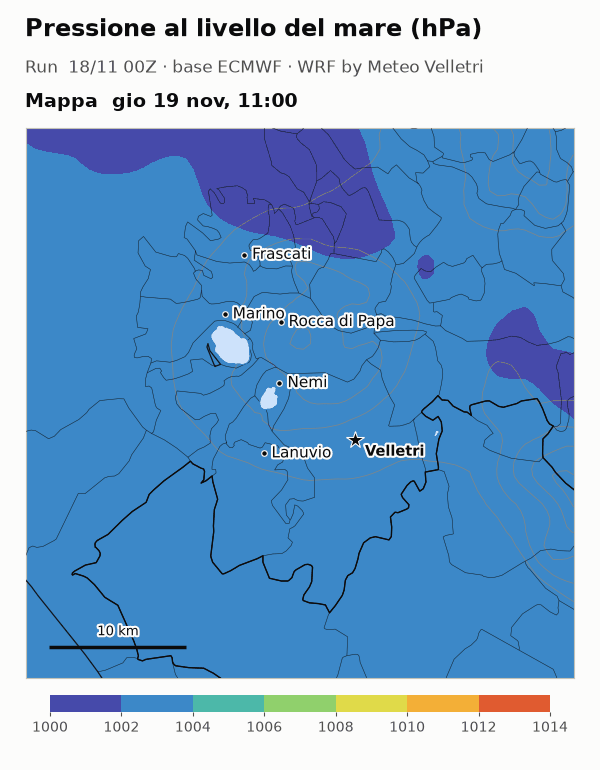 Pressione al livello del mare (hPa)
Run  18/11 00Z · base ECMWF · WRF by Meteo Velletri
Mappa  gio 19 nov, 11:00
Frascati
Marino
Rocca di Papa
Nemi
Velletri
Lanuvio
10 km
1000 1002 1004 1006 1008 1010 1012 1014